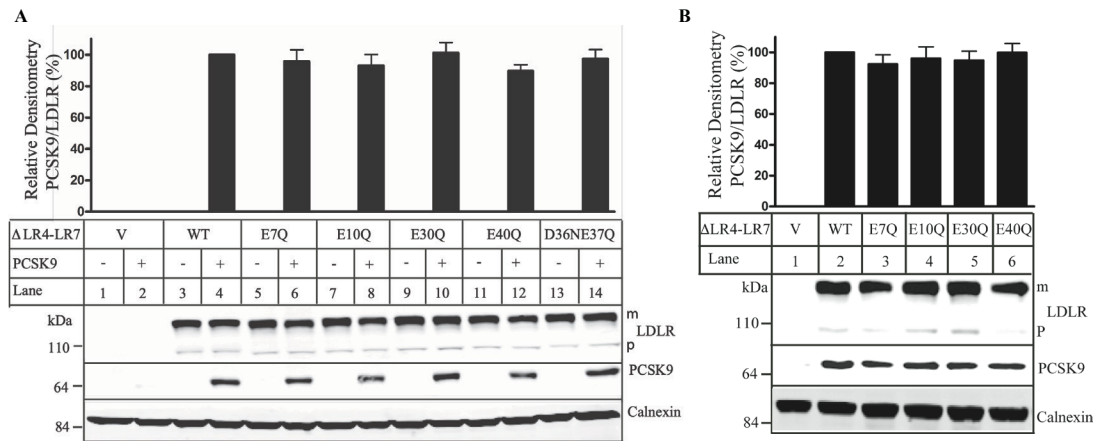 A
Relative Densitometry
PCSK9/LDLR (%)
100
80
60
40
20
0
ΔLR4-LR7 V WT E7Q E10Q E30Q E40Q D36NE37Q
PCSK9 - + - + - + - + - + - + - +
Lane 1 2 3 4 5 6 7 8 9 10 11 12 13 14
kDa
m
LDLR
110
p
PCSK9
64
Calnexin
84
B
Relative Densitometry
PCSK9/LDLR (%)
120
100
80
60
40
20
0
ΔLR4-LR7 V WT E7Q E10Q E30Q E40Q
Lane 1 2 3 4 5 6
kDa
m
LDLR
110
P
PCSK9
64
Calnexin
84